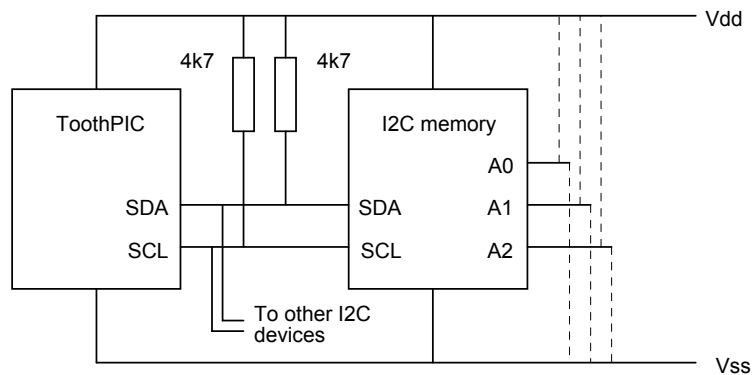 Vdd
4k7
4k7
ToothPIC
I2C memory
A0
SDA
SDA
A1
SCL
SCL
A2
To other I2C
devices
Vss